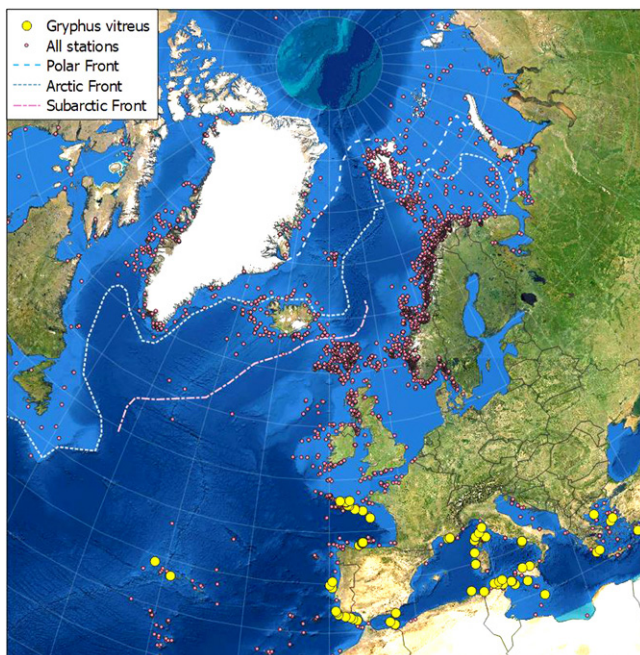 Gryphus vitreus
All stations
Polar Front
Arctic Front
Subarctic Front